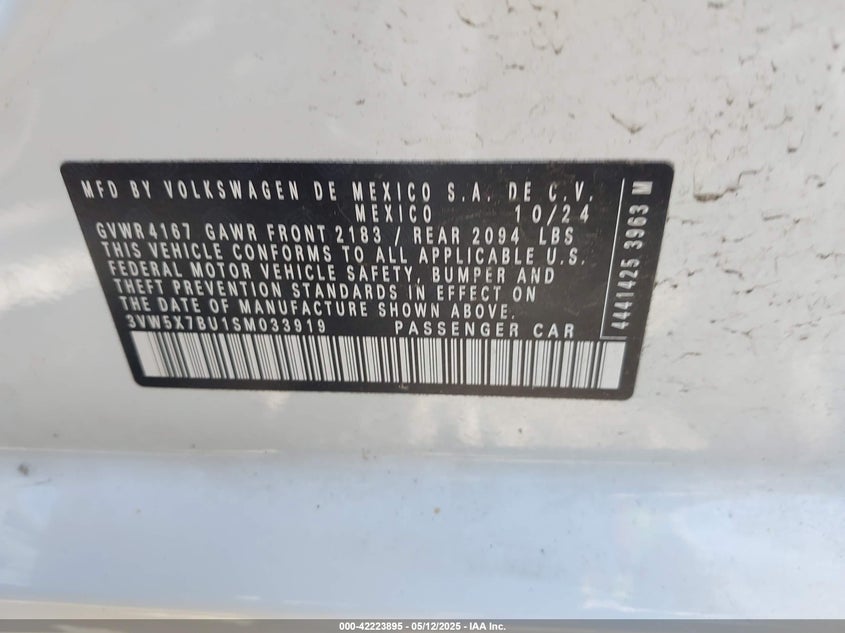 MFD BY VOLKSWAGEN DE MEXICO S.A. DE C.V.
MEXICO 10/24
GVWR 4167 GAWR FRONT 2183 / REAR 2094 LBS
THIS VEHICLE CONFORMS TO ALL APPLICABLE U.S.
FEDERAL MOTOR VEHICLE SAFETY, BUMPER AND
THEFT PREVENTION STANDARDS IN EFFECT ON
THE DATE OF MANUFACTURE SHOWN ABOVE.
3VW5X7BU1SM033919 PASSENGER CAR
4441425 3963 M
000-42223895 - 05/12/2025 - IAA Inc.